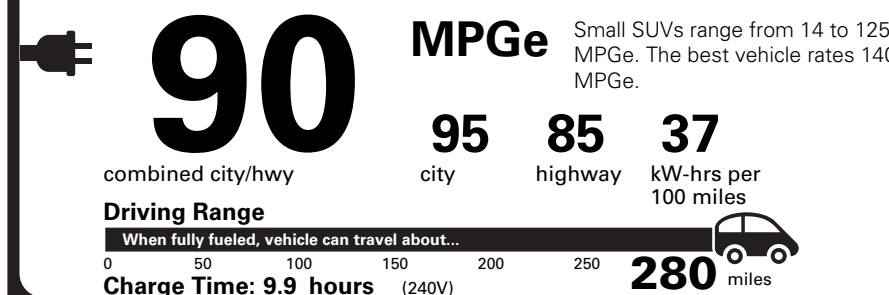 90
MPGe
Small SUVs range from 14 to 125
MPGe. The best vehicle rates 140
MPGe.
combined city/hwy
95
city
85
highway
37
kW-hrs per
100 miles
Driving Range
When fully fueled, vehicle can travel about...
0 50 100 150 200 250 280 miles
Charge Time: 9.9 hours (240V)